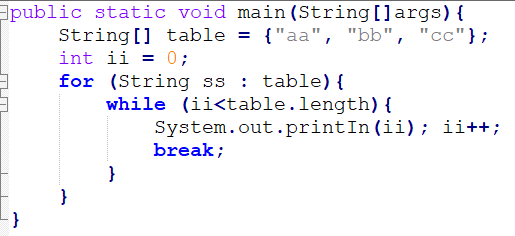 public static void main(String[]args){
String[] table = {"aa", "bb", "cc"};
int ii = 0;
for (String ss : table){
while (ii<table.length){
System.out.printIn(ii); ii++;
break;
}
}
}